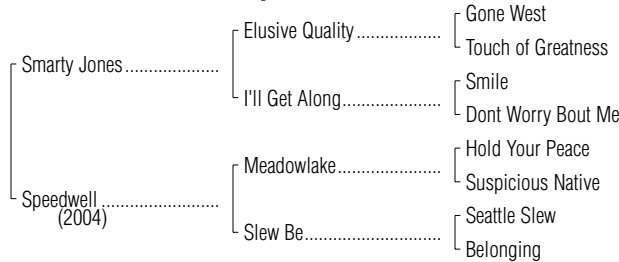 Gone West
Elusive Quality..................
Touch of Greatness
Smarty Jones....................
Smile
I'll Get Along.....................
Dont Worry Bout Me
Hold Your Peace
Meadowlake......................
Suspicious Native
Speedwell.........................
(2004)
Seattle Slew
Slew Be.............................
Belonging